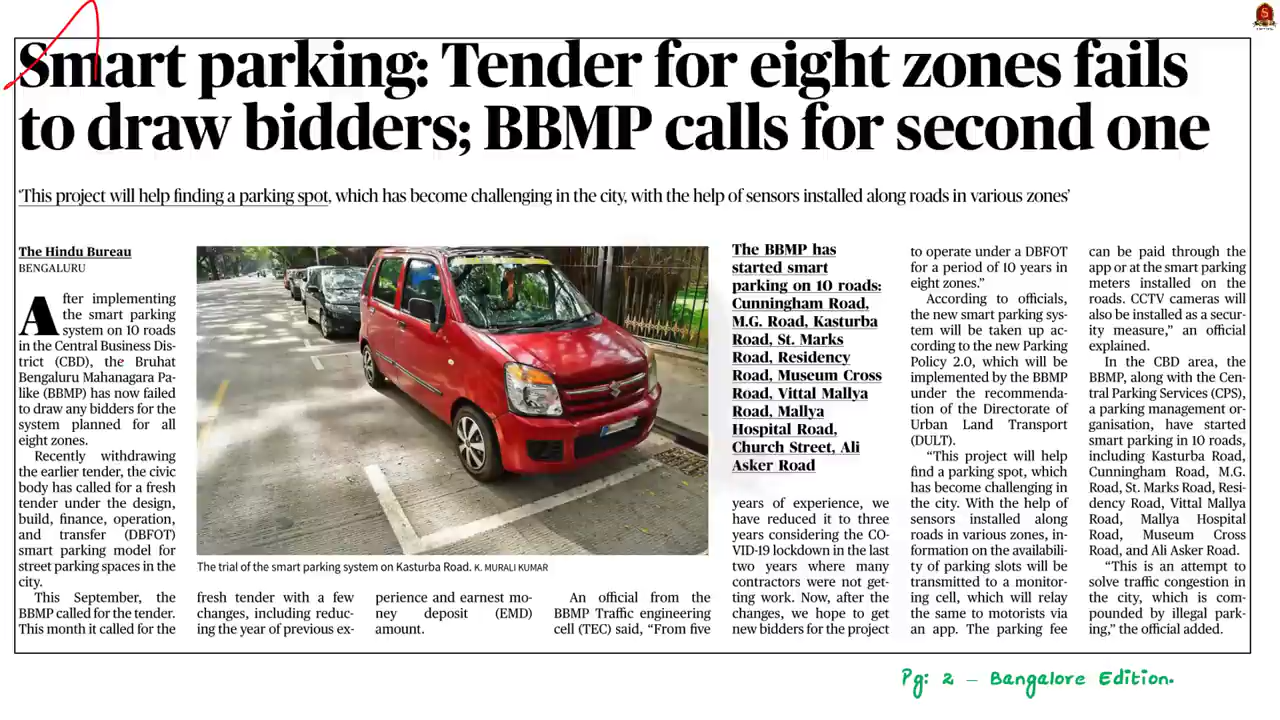 Smart parking: Tender for eight zones fails
to draw bidders; BBMP calls for second one
‘This project will help finding a parking spot, which has become challenging in the city, with the help of sensors installed along roads in various zones’
The Hindu Bureau
BENGALURU
After implementing
the smart parking
system on 10 roads
in the Central Business Dis-
trict (CBD), the Bruhat
Bengaluru Mahanagara Pa-
like (BBMP) has now failed
to draw any bidders for the
system planned for all
eight zones.
Recently withdrawing
the earlier tender, the civic
body has called for a fresh
tender under the design,
build, finance, operation,
and transfer (DBFOT)
smart parking model for
street parking spaces in the
city.
This September, the
BBMP called for the tender.
This month it called for the
The trial of the smart parking system on Kasturba Road. K. MURALI KUMAR
fresh tender with a few
changes, including reduc-
ing the year of previous ex-
perience and earnest mo-
ney deposit (EMD)
amount.
An official from the
BBMP Traffic engineering
cell (TEC) said, “From five
The BBMP has
started smart
parking on 10 roads:
Cunningham Road,
M.G. Road, Kasturba
Road, St. Marks
Road, Residency
Road, Museum Cross
Road, Vittal Mallya
Road, Mallya
Hospital Road,
Church Street, Ali
Asker Road
years of experience, we
have reduced it to three
years considering the CO-
VID-19 lockdown in the last
two years where many
contractors were not get-
ting work. Now, after the
changes, we hope to get
new bidders for the project
to operate under a DBFOT
for a period of 10 years in
eight zones.”
According to officials,
the new smart parking sys-
tem will be taken up ac-
cording to the new Parking
Policy 2.0, which will be
implemented by the BBMP
under the recommenda-
tion of the Directorate of
Urban Land Transport
(DULT).
“This project will help
find a parking spot, which
has become challenging in
the city. With the help of
sensors installed along
roads in various zones, in-
formation on the availabili-
ty of parking slots will be
transmitted to a monitor-
ing cell, which will relay
the same to motorists via
an app. The parking fee
can be paid through the
app or at the smart parking
meters installed on the
roads. CCTV cameras will
also be installed as a secur-
ity measure,” an official
explained.
In the CBD area, the
BBMP, along with the Cen-
tral Parking Services (CPS),
a parking management or-
ganisation, have started
smart parking in 10 roads,
including Kasturba Road,
Cunningham Road, M.G.
Road, St. Marks Road, Resi-
dency Road, Vittal Mallya
Road, Mallya Hospital
Road, Museum Cross
Road, and Ali Asker Road.
“This is an attempt to
solve traffic congestion in
the city, which is com-
pounded by illegal park-
ing,” the official added.
Pg: 2 – Bangalore Edition.